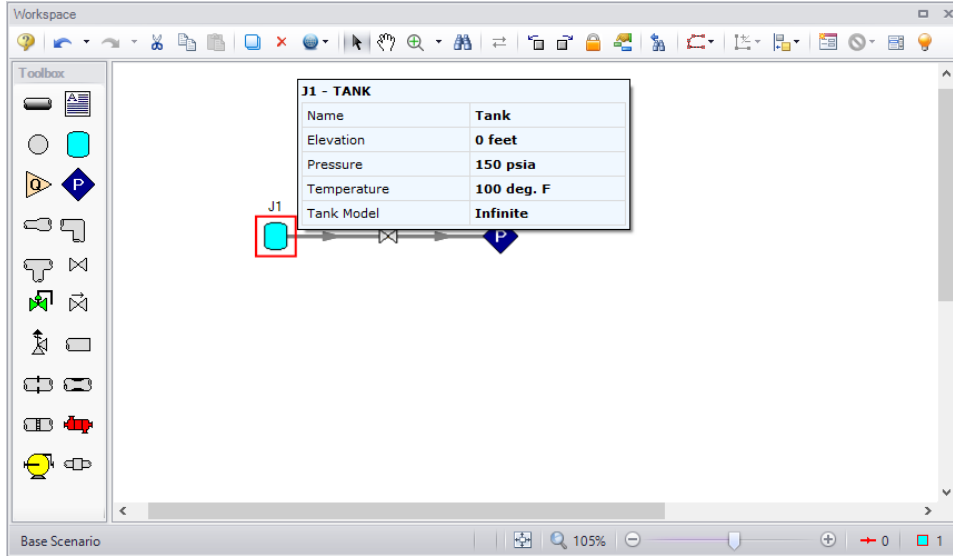 Workspace
Toolbox
A
J1 - TANK
Name Tank
Elevation 0 feet
Pressure 150 psia
Temperature 100 deg. F
Tank Model Infinite
Q P
J1
P
Base Scenario 105% 0 1